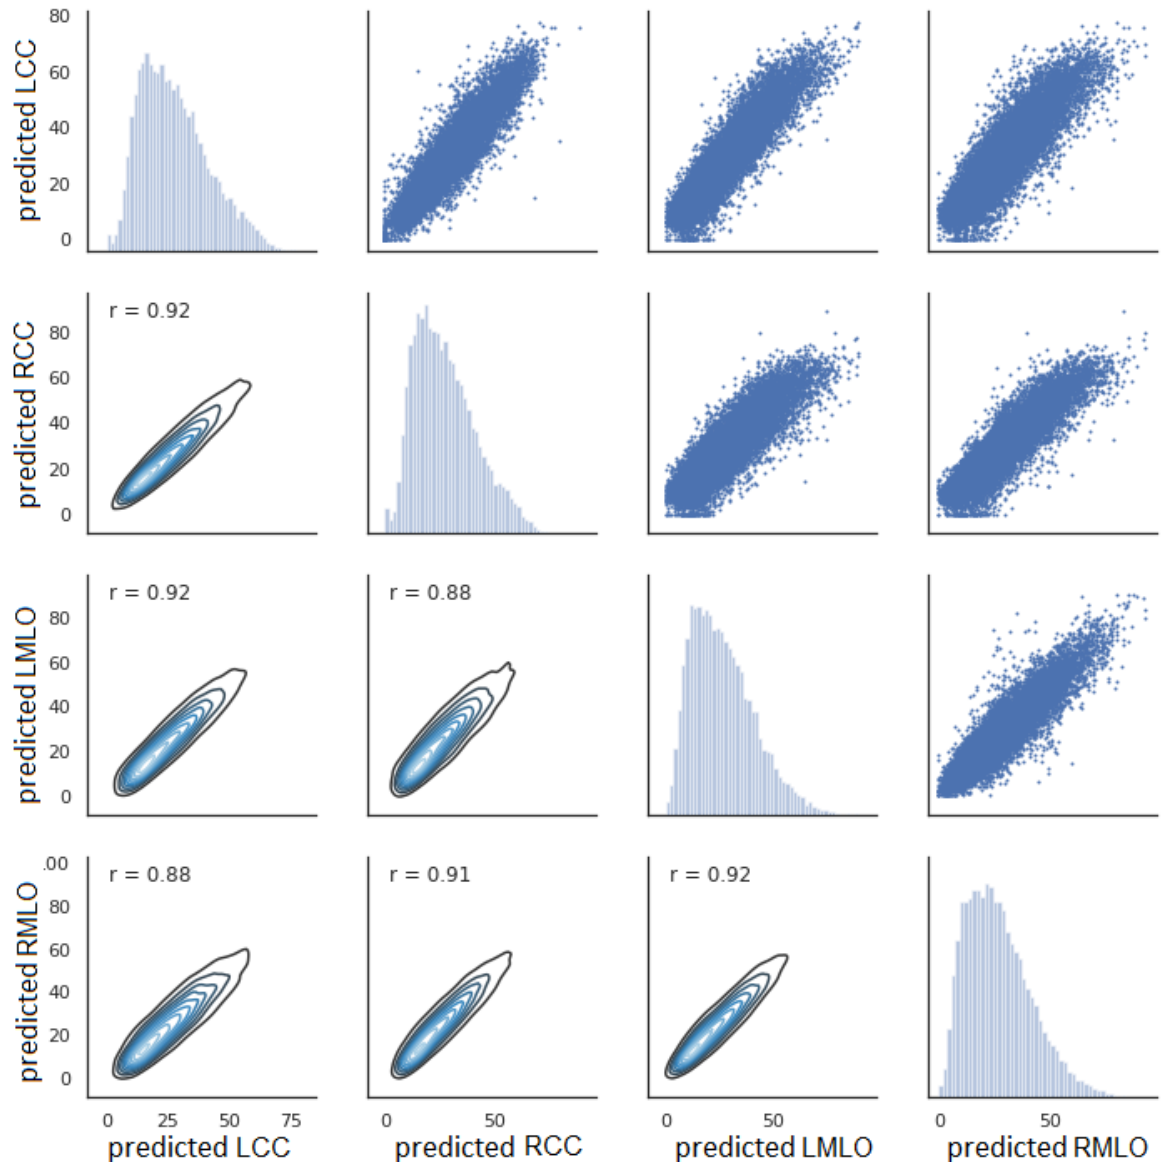 predicted LCC
80
60
40
20
0
predicted RCC
80
60
40
20
0
r = 0.92
predicted LMLO
80
60
40
20
0
r = 0.92
r = 0.88
predicted RMLO
.00
80
60
40
20
0
r = 0.88
r = 0.91
r = 0.92
0 25 50 75
0 50
0 50
0 50
predicted LCC
predicted RCC
predicted LMLO
predicted RMLO